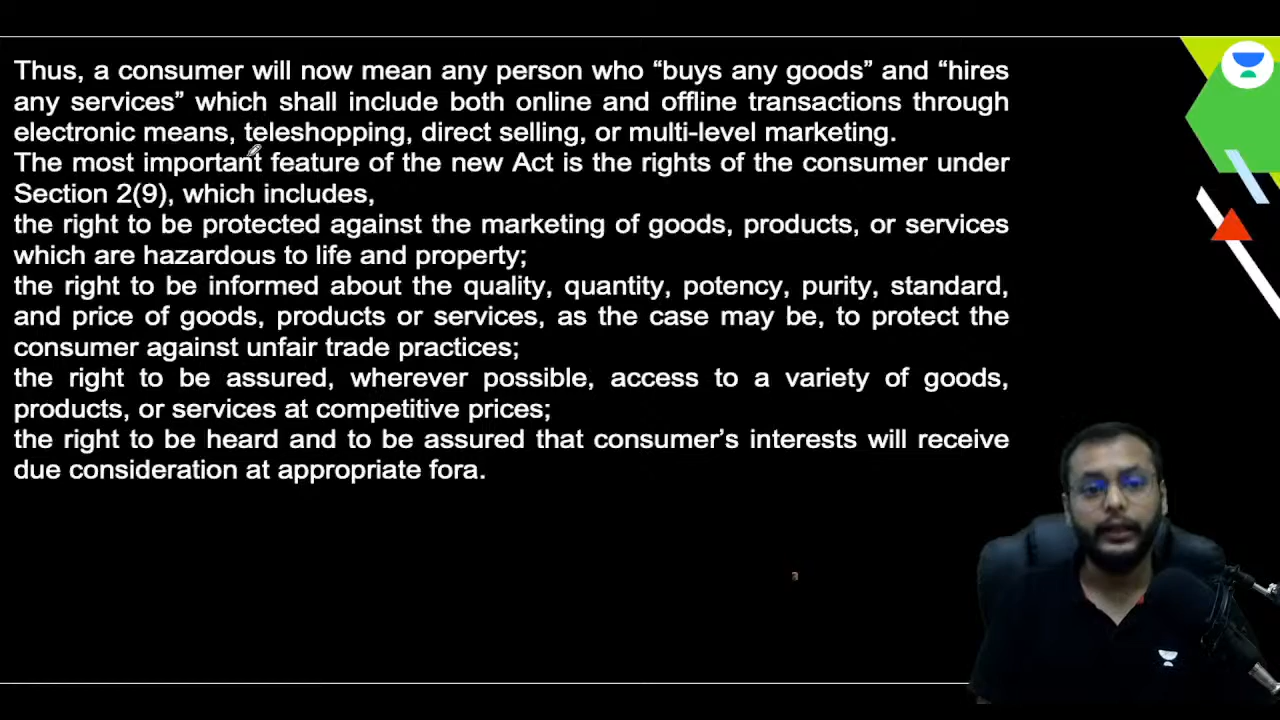 Thus, a consumer will now mean any person who “buys any goods” and “hires
any services” which shall include both online and offline transactions through
electronic means, teleshopping, direct selling, or multi-level marketing.
The most important feature of the new Act is the rights of the consumer under
Section 2(9), which includes,
the right to be protected against the marketing of goods, products, or services
which are hazardous to life and property;
the right to be informed about the quality, quantity, potency, purity, standard,
and price of goods, products or services, as the case may be, to protect the
consumer against unfair trade practices;
the right to be assured, wherever possible, access to a variety of goods,
products, or services at competitive prices;
the right to be heard and to be assured that consumer’s interests will receive
due consideration at appropriate fora.